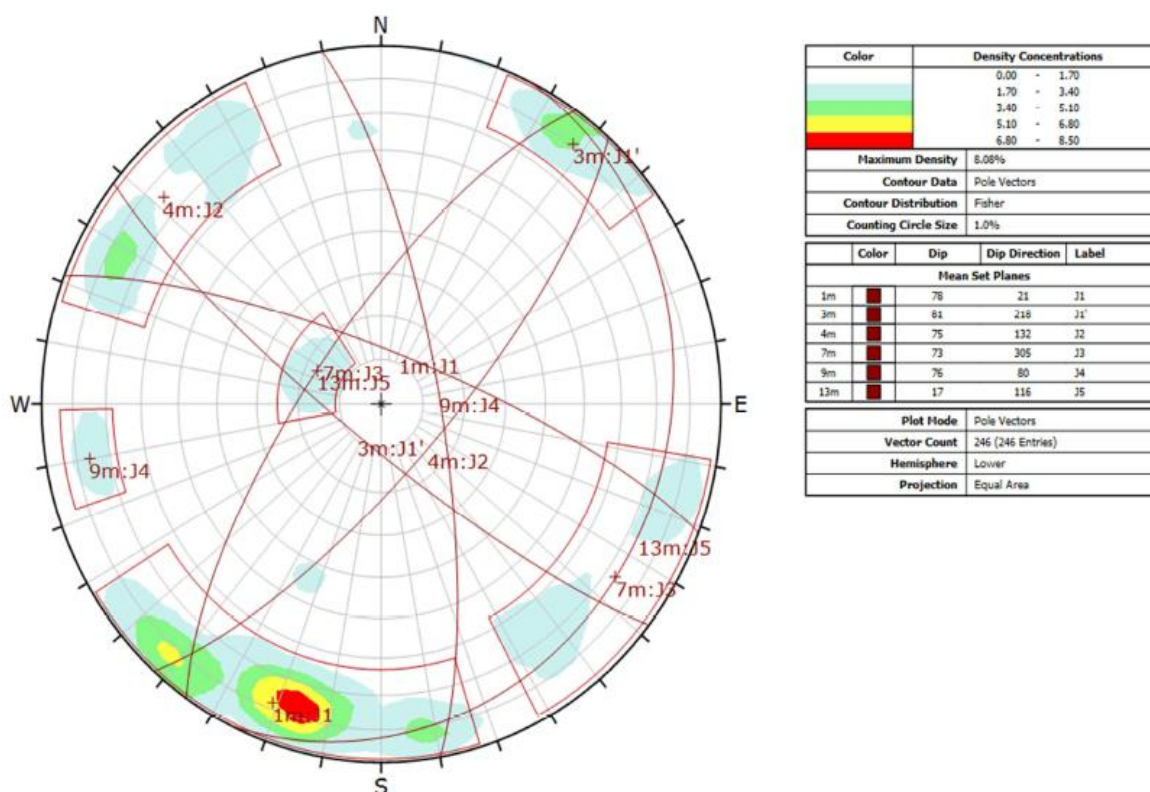 N
3m:J1'
4m:J2
1m:J1
7m:J3
13m:J5
W
9m:J4
E
3m:J1'
4m:J2
9m:J4
13m:J5
7m:J3
1m:J1
S
Color Density Concentrations
0.00 - 1.70
1.70 - 3.40
3.40 - 5.10
5.10 - 6.80
6.80 - 8.50
Maximum Density 8.08%
Contour Data Pole Vectors
Contour Distribution Fisher
Counting Circle Size 1.0%
Color Dip Dip Direction Label
Mean Set Planes
1m 78 21 J1
3m 81 218 J1'
4m 75 132 J2
7m 73 305 J3
9m 76 80 J4
13m 17 116 J5
Plot Mode Pole Vectors
Vector Count 246 (246 Entries)
Hemisphere Lower
Projection Equal Area